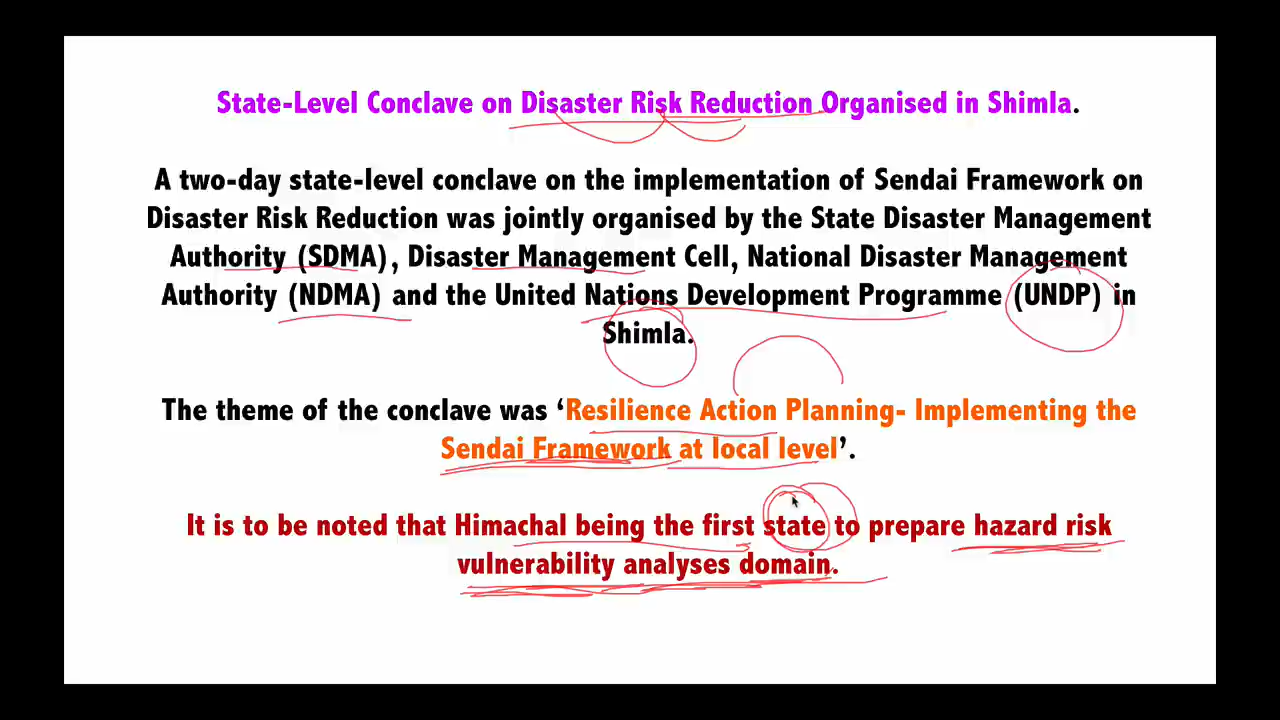 State-Level Conclave on Disaster Risk Reduction Organised in Shimla.
A two-day state-level conclave on the implementation of Sendai Framework on
Disaster Risk Reduction was jointly organised by the State Disaster Management
Authority (SDMA), Disaster Management Cell, National Disaster Management
Authority (NDMA) and the United Nations Development Programme (UNDP) in
Shimla.
The theme of the conclave was ‘Resilience Action Planning- Implementing the
Sendai Framework at local level’.
It is to be noted that Himachal being the first state to prepare hazard risk
vulnerability analyses domain.